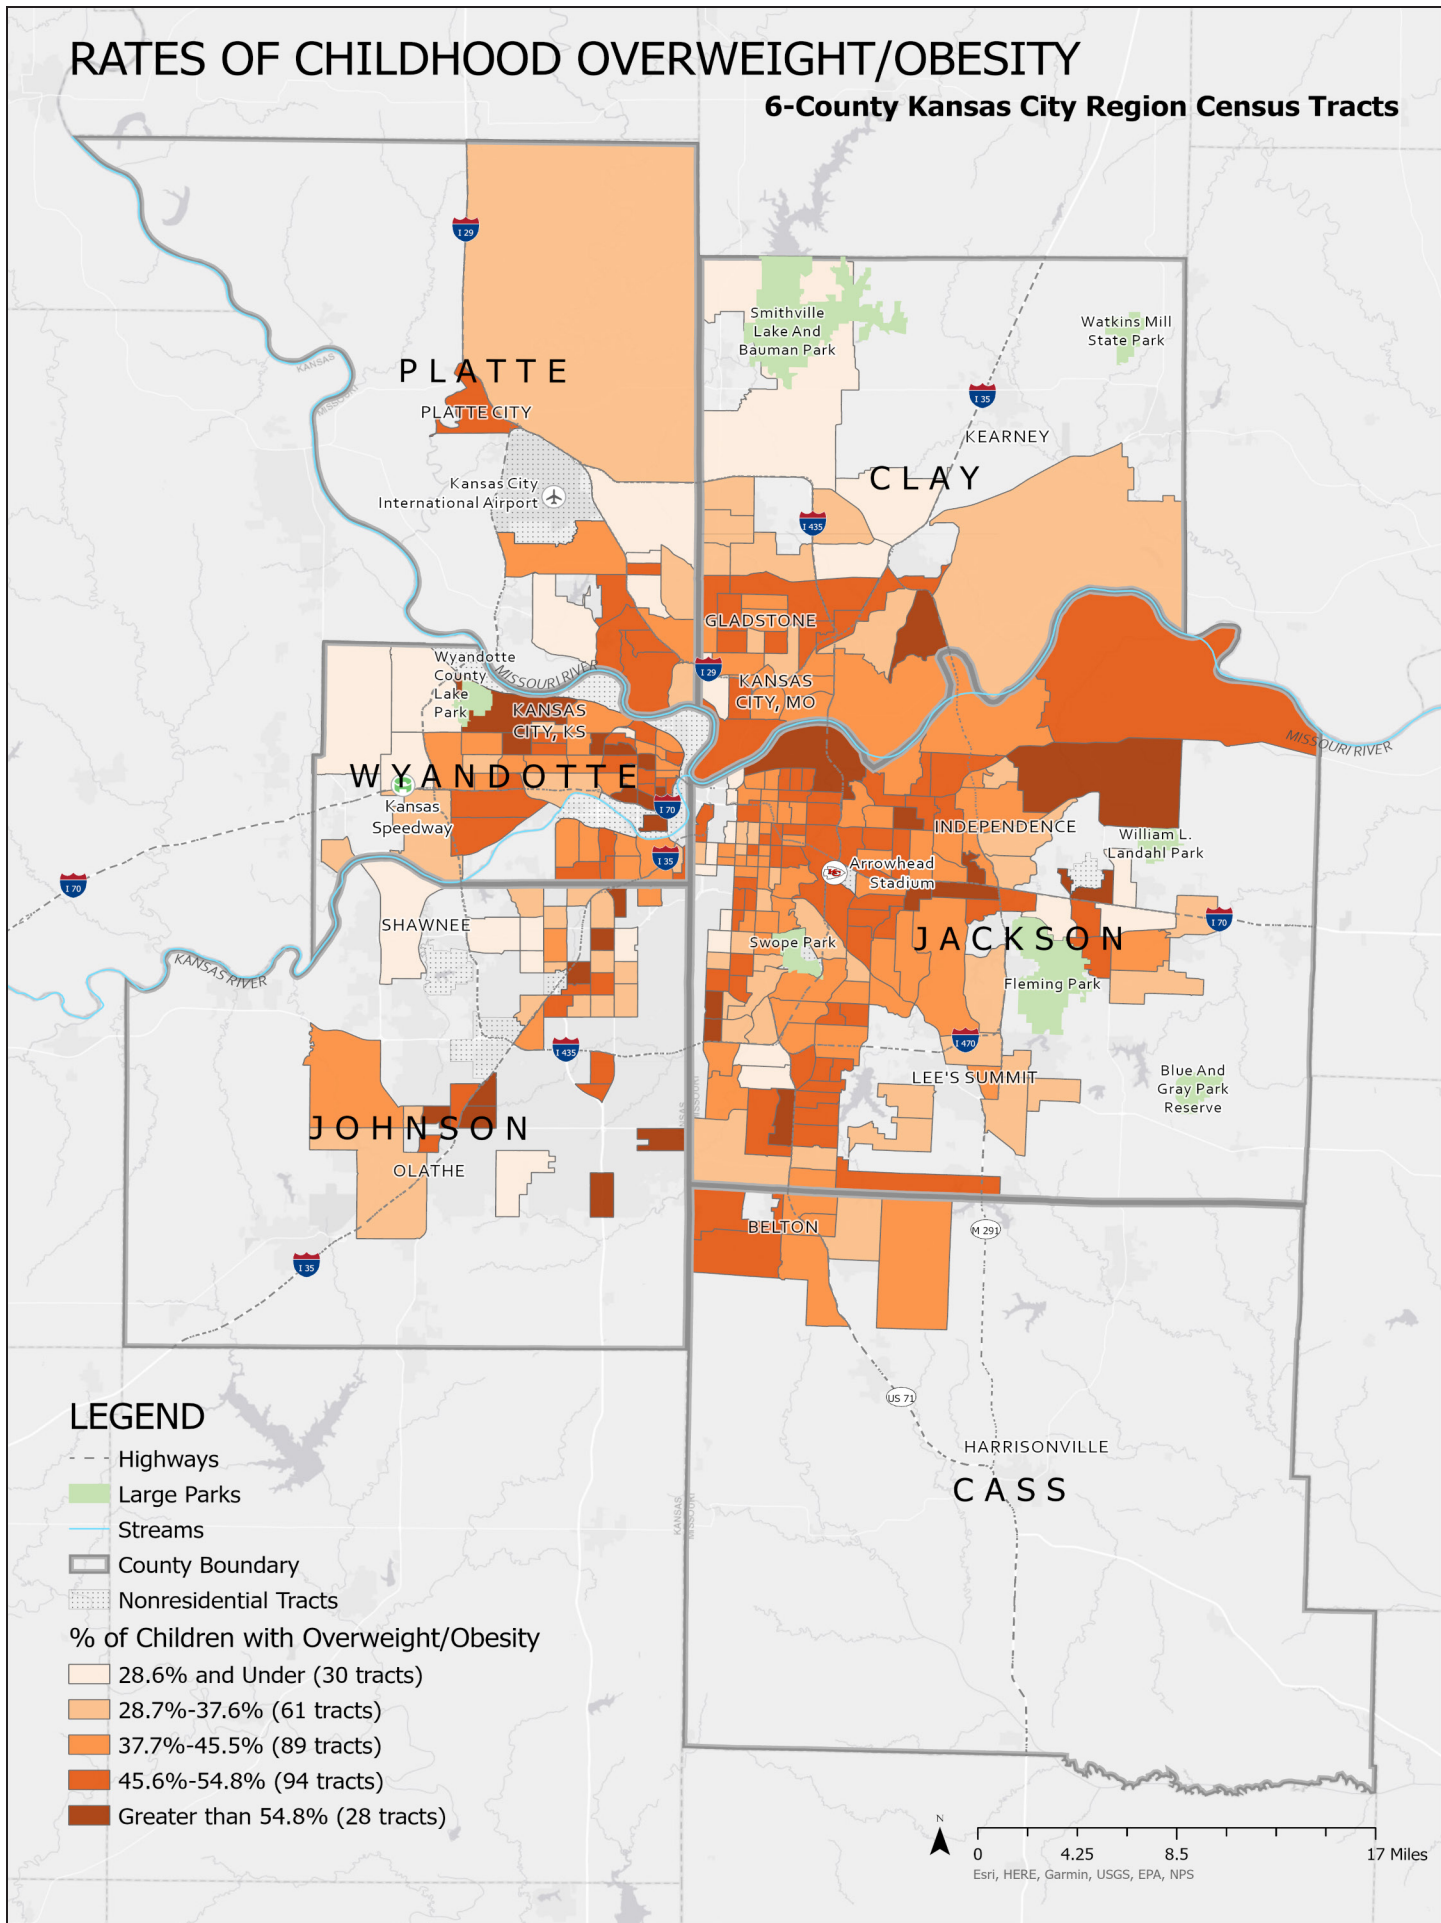 RATES OF CHILDHOOD OVERWEIGHT/OBESITY
6-County Kansas City Region Census Tracts
I 29
Smithville
Lake And
Bauman Park
Watkins Mill
State Park
KANSAS
MISSOURI
PLATTE
PLATTE CITY
I 35
KEARNEY
CLAY
Kansas City
International Airport
I 435
GLADSTONE
Wyandotte
County
Lake
Park
MISSOURI RIVER
I 29
KANSAS
CITY, MO
KANSAS
CITY, KS
MISSOURI RIVER
WYANDOTTE
Kansas
Speedway
I 70
INDEPENDENCE
William L.
Landahl Park
I 35
Arrowhead
Stadium
I 70
I 70
SHAWNEE
Swope Park
JACKSON
KANSAS RIVER
Fleming Park
I 435
I 470
LEE'S SUMMIT
Blue And
Gray Park
Reserve
JOHNSON
OLATHE
BELTON
M 291
I 35
US 71
HARRISONVILLE
CASS
KANSAS
MISSOURI
LEGEND
Highways
Large Parks
Streams
County Boundary
Nonresidential Tracts
% of Children with Overweight/Obesity
28.6% and Under (30 tracts)
28.7%-37.6% (61 tracts)
37.7%-45.5% (89 tracts)
45.6%-54.8% (94 tracts)
Greater than 54.8% (28 tracts)
N
0 4.25 8.5 17 Miles
Esri, HERE, Garmin, USGS, EPA, NPS